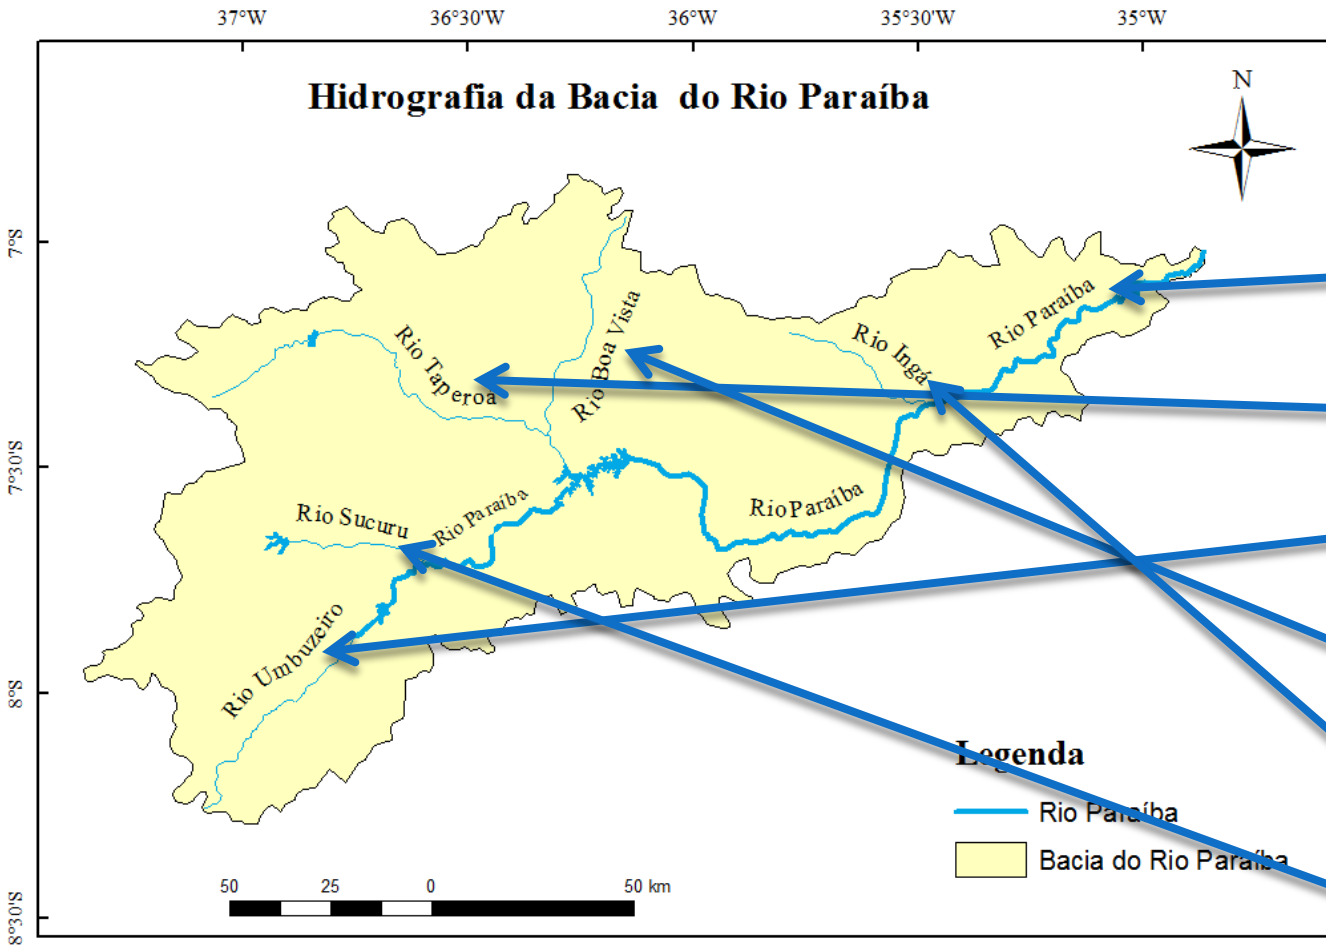 37°W 36°30'W 36°W 35°30'W 35°W
Hidrografia da Bacia do Rio Paraíba
N
7°S
7°30'S
8°S
8°30'S
Rio Taperoa
Rio Boa Vista
Rio Ingá
Rio Paraíba
Rio Sucuru
Rio Paraíba
Rio Paraíba
Rio Umbuzeiro
Legenda
Rio Paraíba
Bacia do Rio Paraíba
50 25 0 50 km